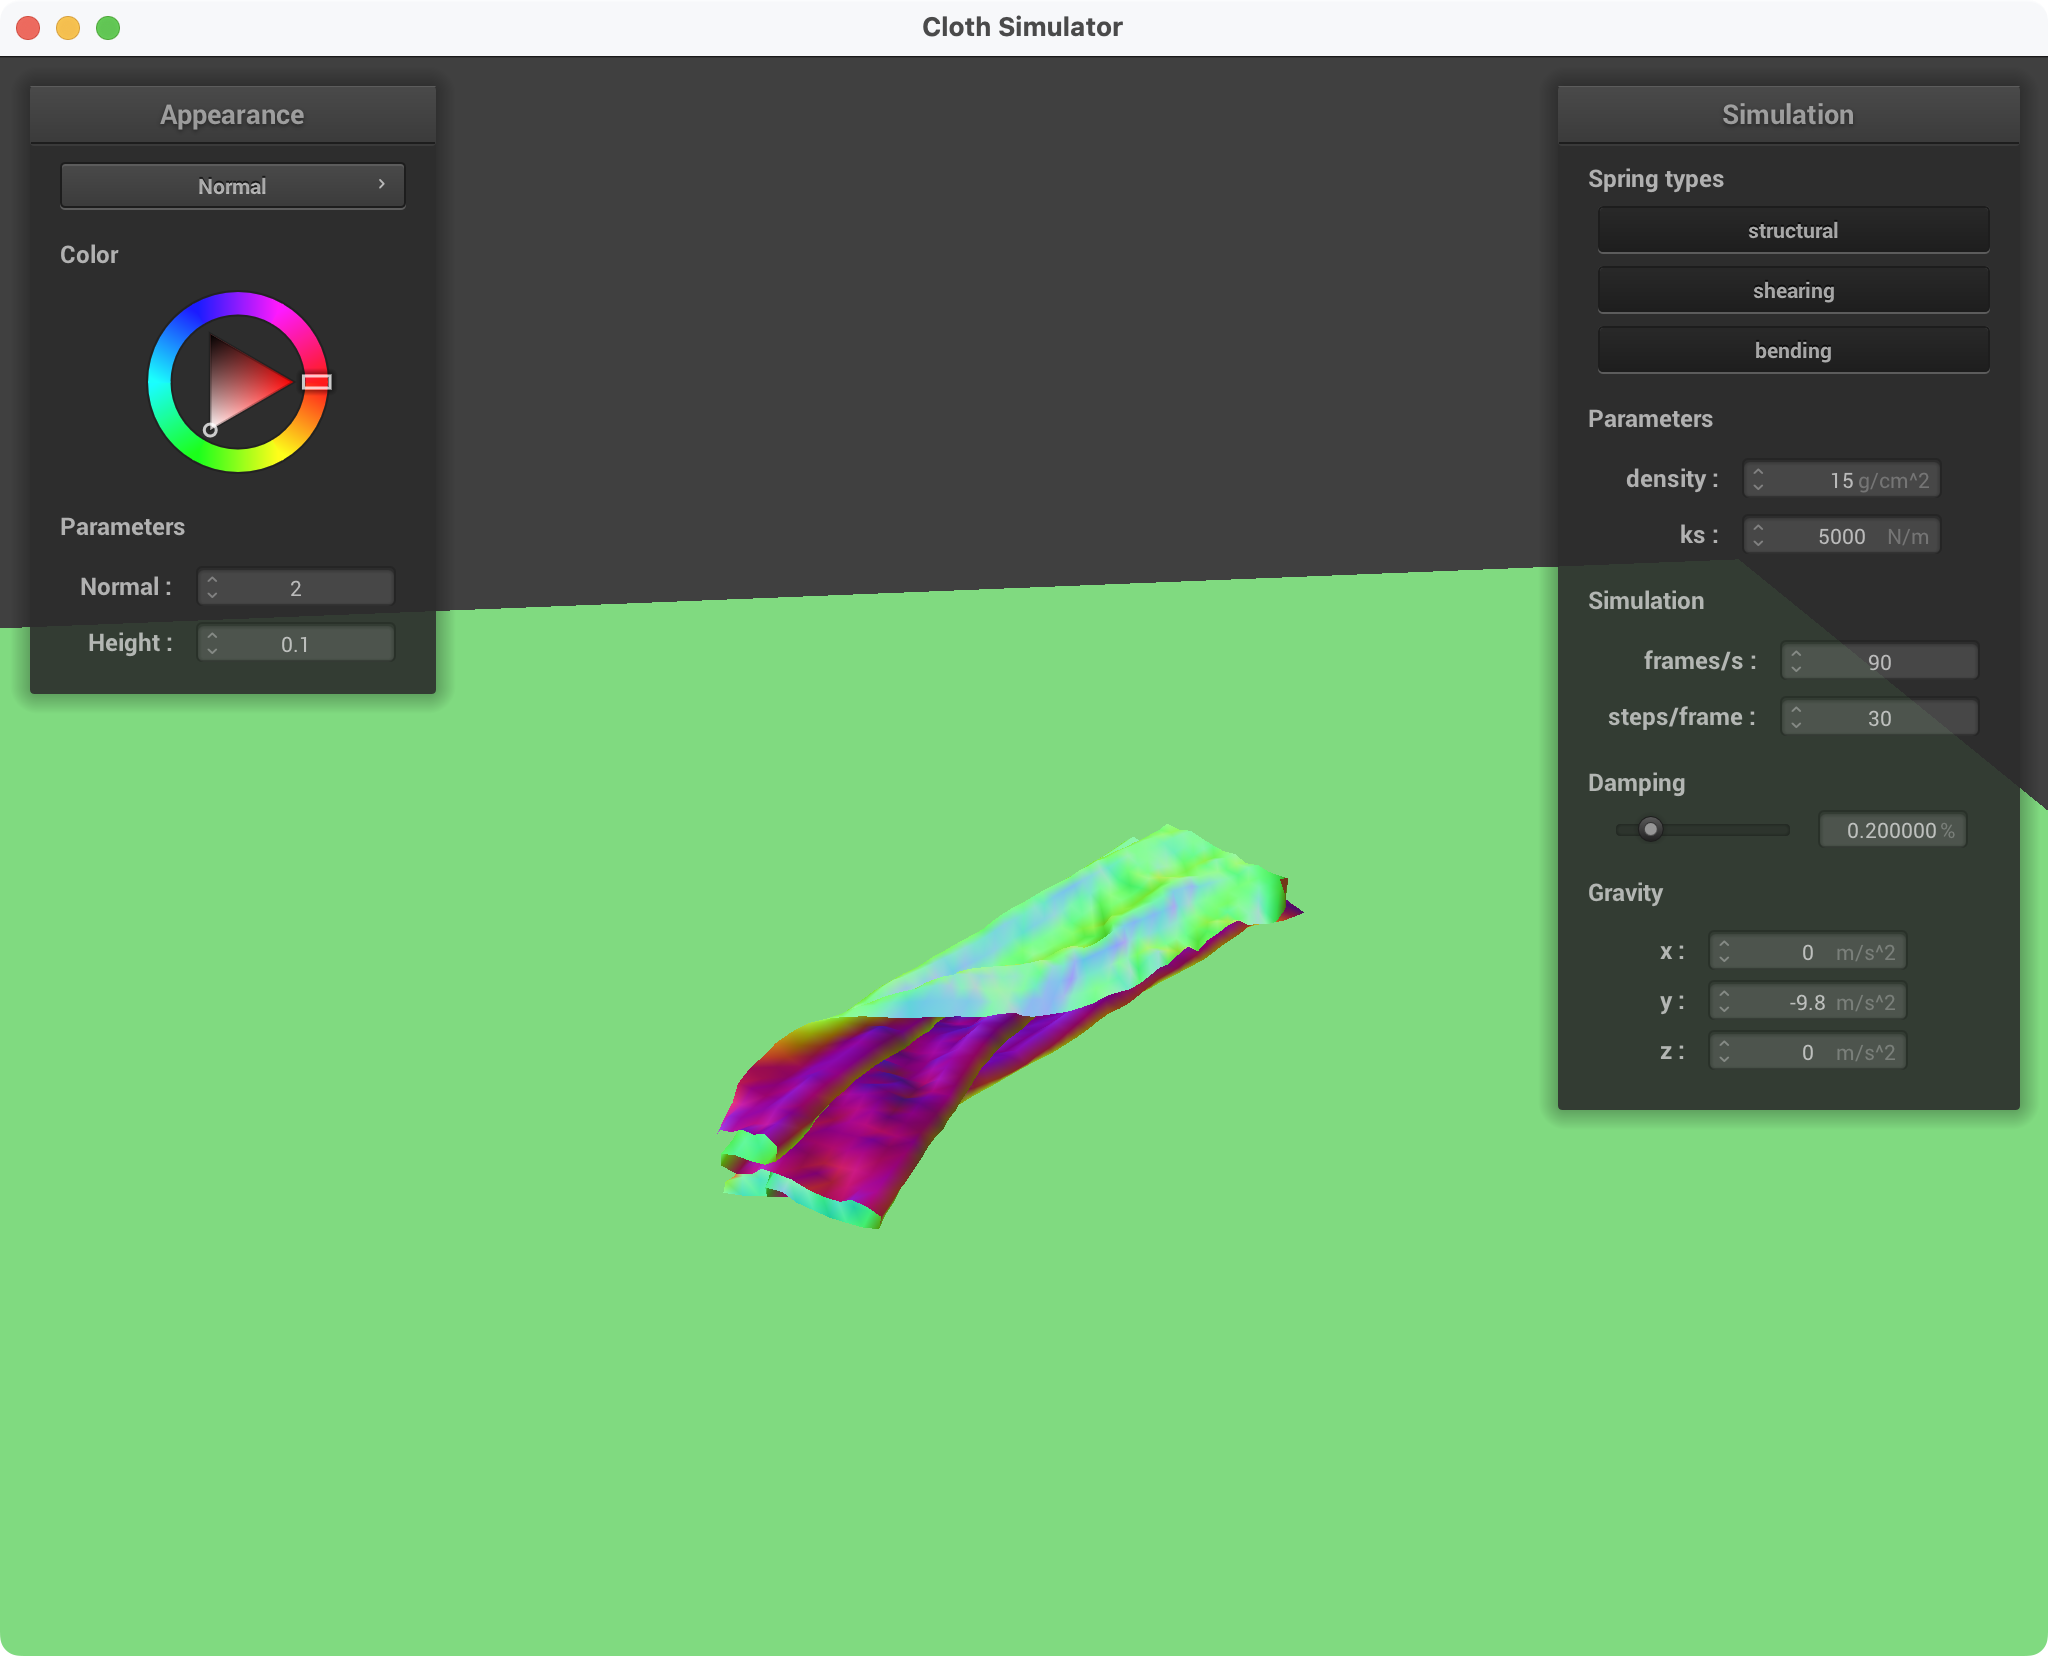 Cloth Simulator
Appearance
Normal
Color
Parameters
Normal : 2
Height : 0.1
Simulation
Spring types
structural
shearing
bending
Parameters
density : 15 g/cm^2
ks : 5000 N/m
Simulation
frames/s : 90
steps/frame : 30
Damping
0.200000 %
Gravity
x : 0 m/s^2
y : -9.8 m/s^2
z : 0 m/s^2